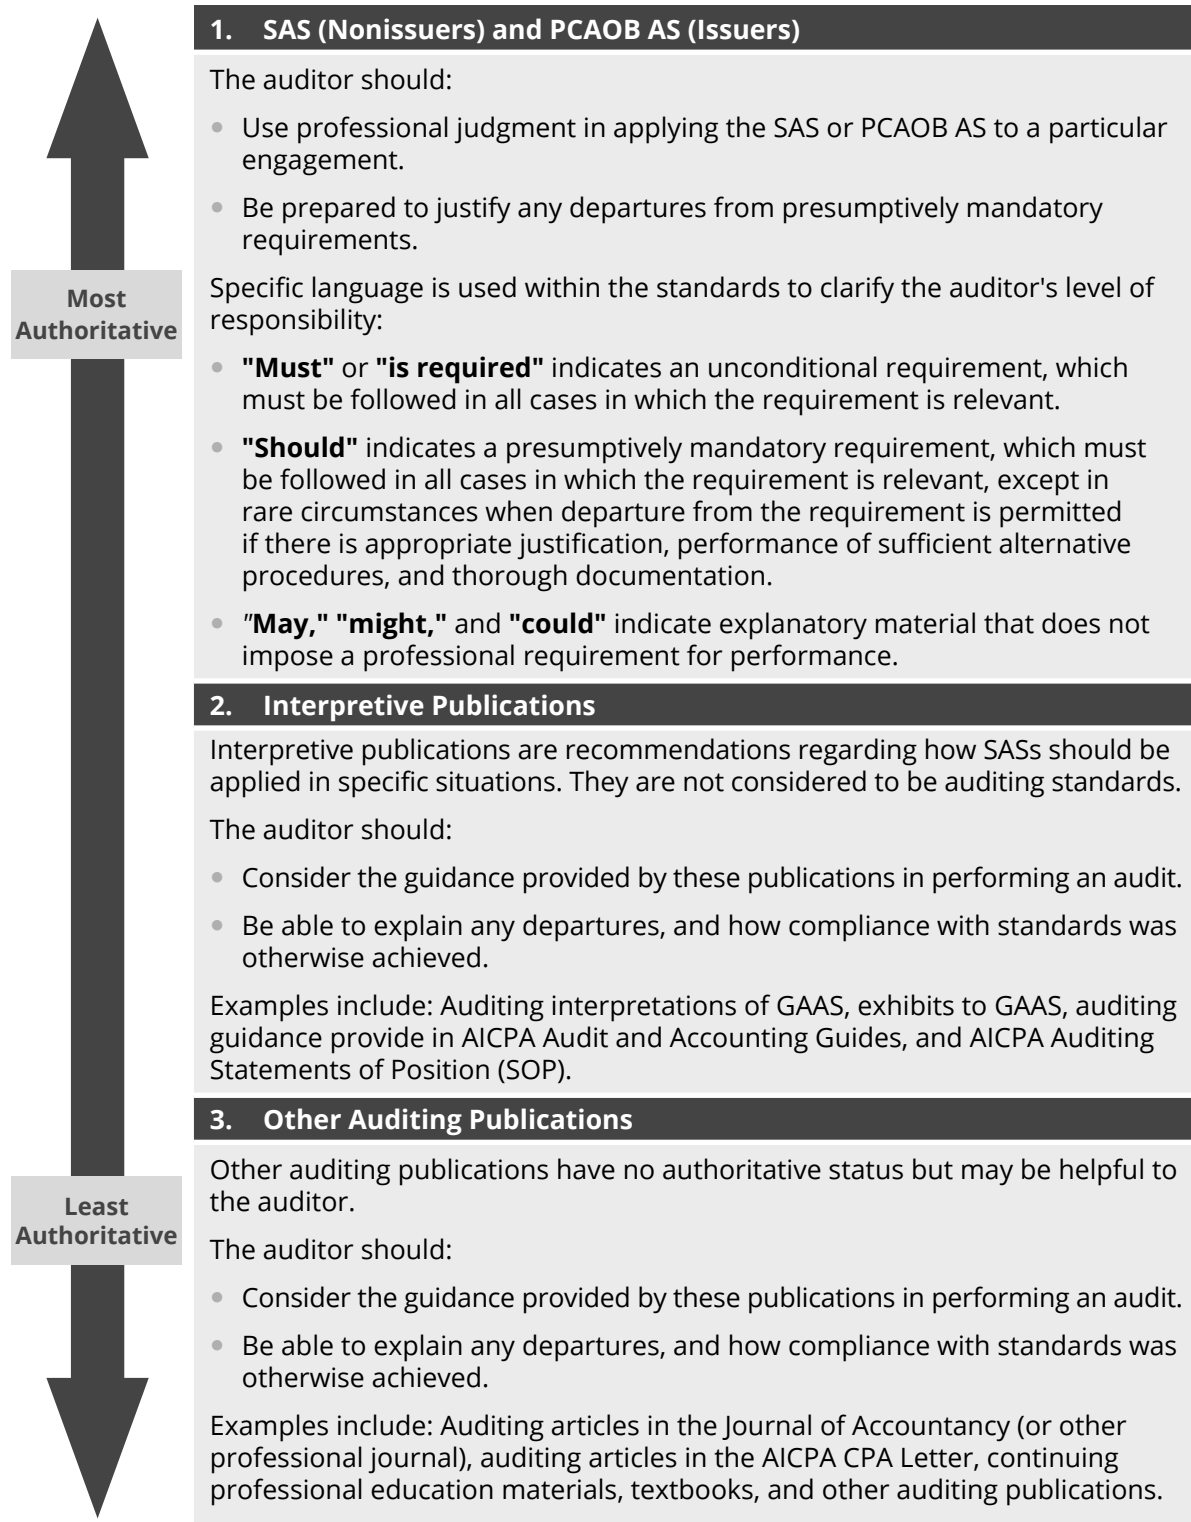 1. SAS (Nonissuers) and PCAOB AS (Issuers)
The auditor should:
• Use professional judgment in applying the SAS or PCAOB AS to a particular
engagement.
• Be prepared to justify any departures from presumptively mandatory
requirements.
Most
Authoritative
Specific language is used within the standards to clarify the auditor's level of
responsibility:
• "Must" or "is required" indicates an unconditional requirement, which
must be followed in all cases in which the requirement is relevant.
• "Should" indicates a presumptively mandatory requirement, which must
be followed in all cases in which the requirement is relevant, except in
rare circumstances when departure from the requirement is permitted
if there is appropriate justification, performance of sufficient alternative
procedures, and thorough documentation.
• "May," "might," and "could" indicate explanatory material that does not
impose a professional requirement for performance.
2. Interpretive Publications
Interpretive publications are recommendations regarding how SASs should be
applied in specific situations. They are not considered to be auditing standards.
The auditor should:
• Consider the guidance provided by these publications in performing an audit.
• Be able to explain any departures, and how compliance with standards was
otherwise achieved.
Examples include: Auditing interpretations of GAAS, exhibits to GAAS, auditing
guidance provide in AICPA Audit and Accounting Guides, and AICPA Auditing
Statements of Position (SOP).
3. Other Auditing Publications
Other auditing publications have no authoritative status but may be helpful to
the auditor.
Least
Authoritative
The auditor should:
• Consider the guidance provided by these publications in performing an audit.
• Be able to explain any departures, and how compliance with standards was
otherwise achieved.
Examples include: Auditing articles in the Journal of Accountancy (or other
professional journal), auditing articles in the AICPA CPA Letter, continuing
professional education materials, textbooks, and other auditing publications.